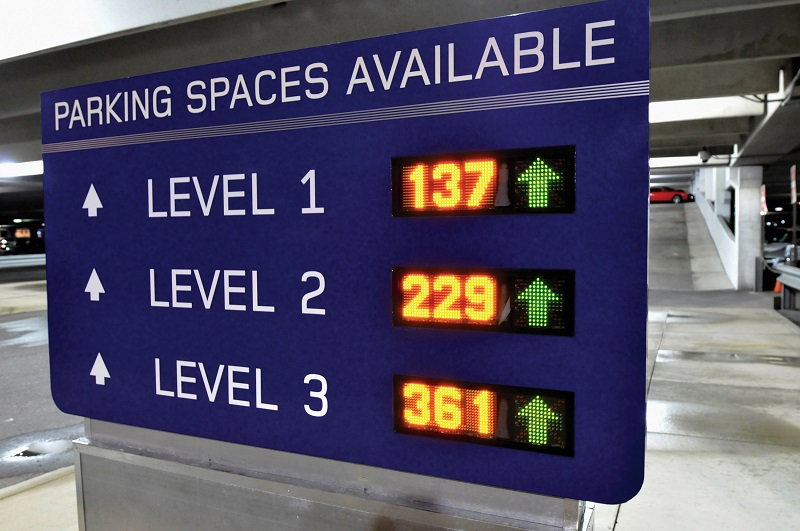 PARKING SPACES AVAILABLE
LEVEL 1 137
LEVEL 2 229
LEVEL 3 361